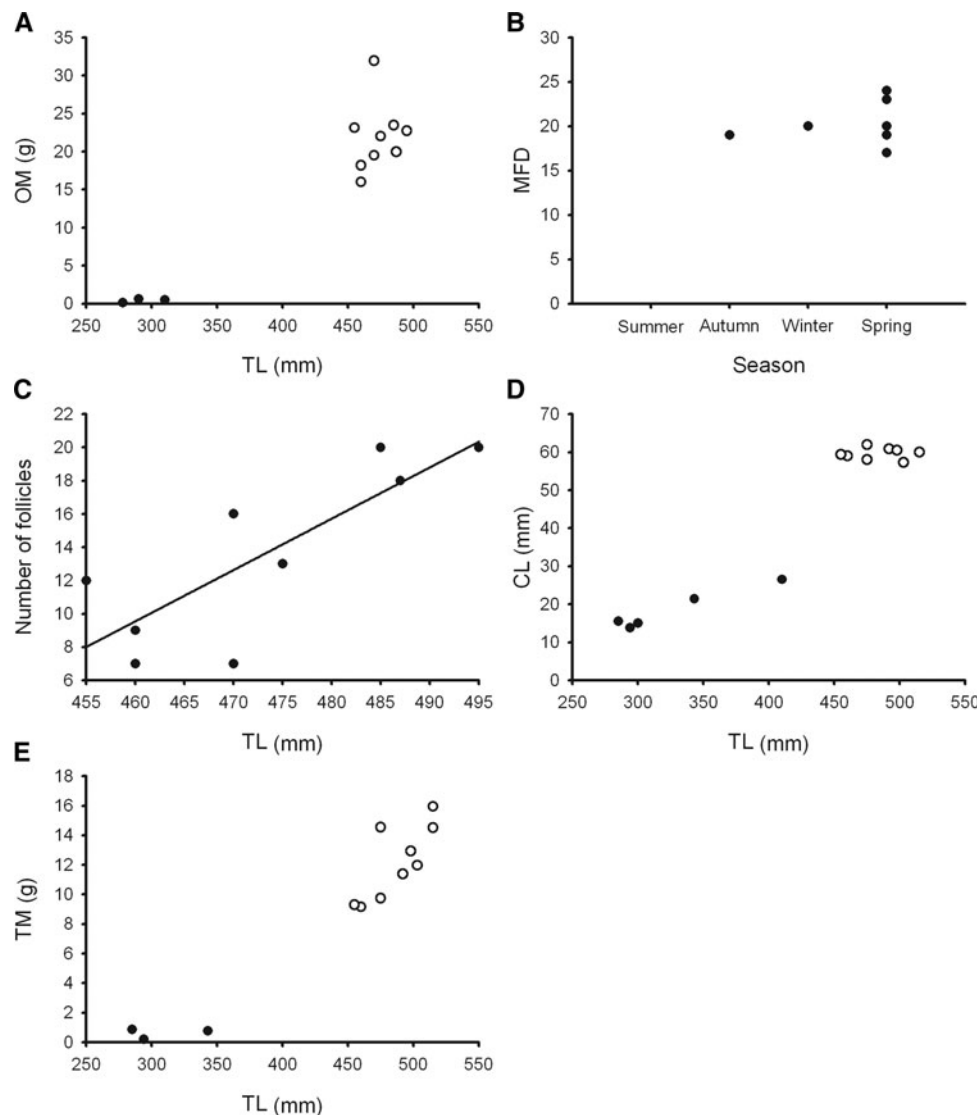 A
35
30
25
20
15
10
5
0
OM (g)
250 300 350 400 450 500 550
TL (mm)
B
30
25
20
15
10
5
0
MFD
Summer Autumn Winter Spring
Season
C
22
20
18
16
14
12
10
8
6
Number of follicles
455 460 465 470 475 480 485 490 495
TL (mm)
D
70
60
50
40
30
20
10
0
CL (mm)
250 300 350 400 450 500 550
TL (mm)
E
18
16
14
12
10
8
6
4
2
0
TM (g)
250 300 350 400 450 500 550
TL (mm)